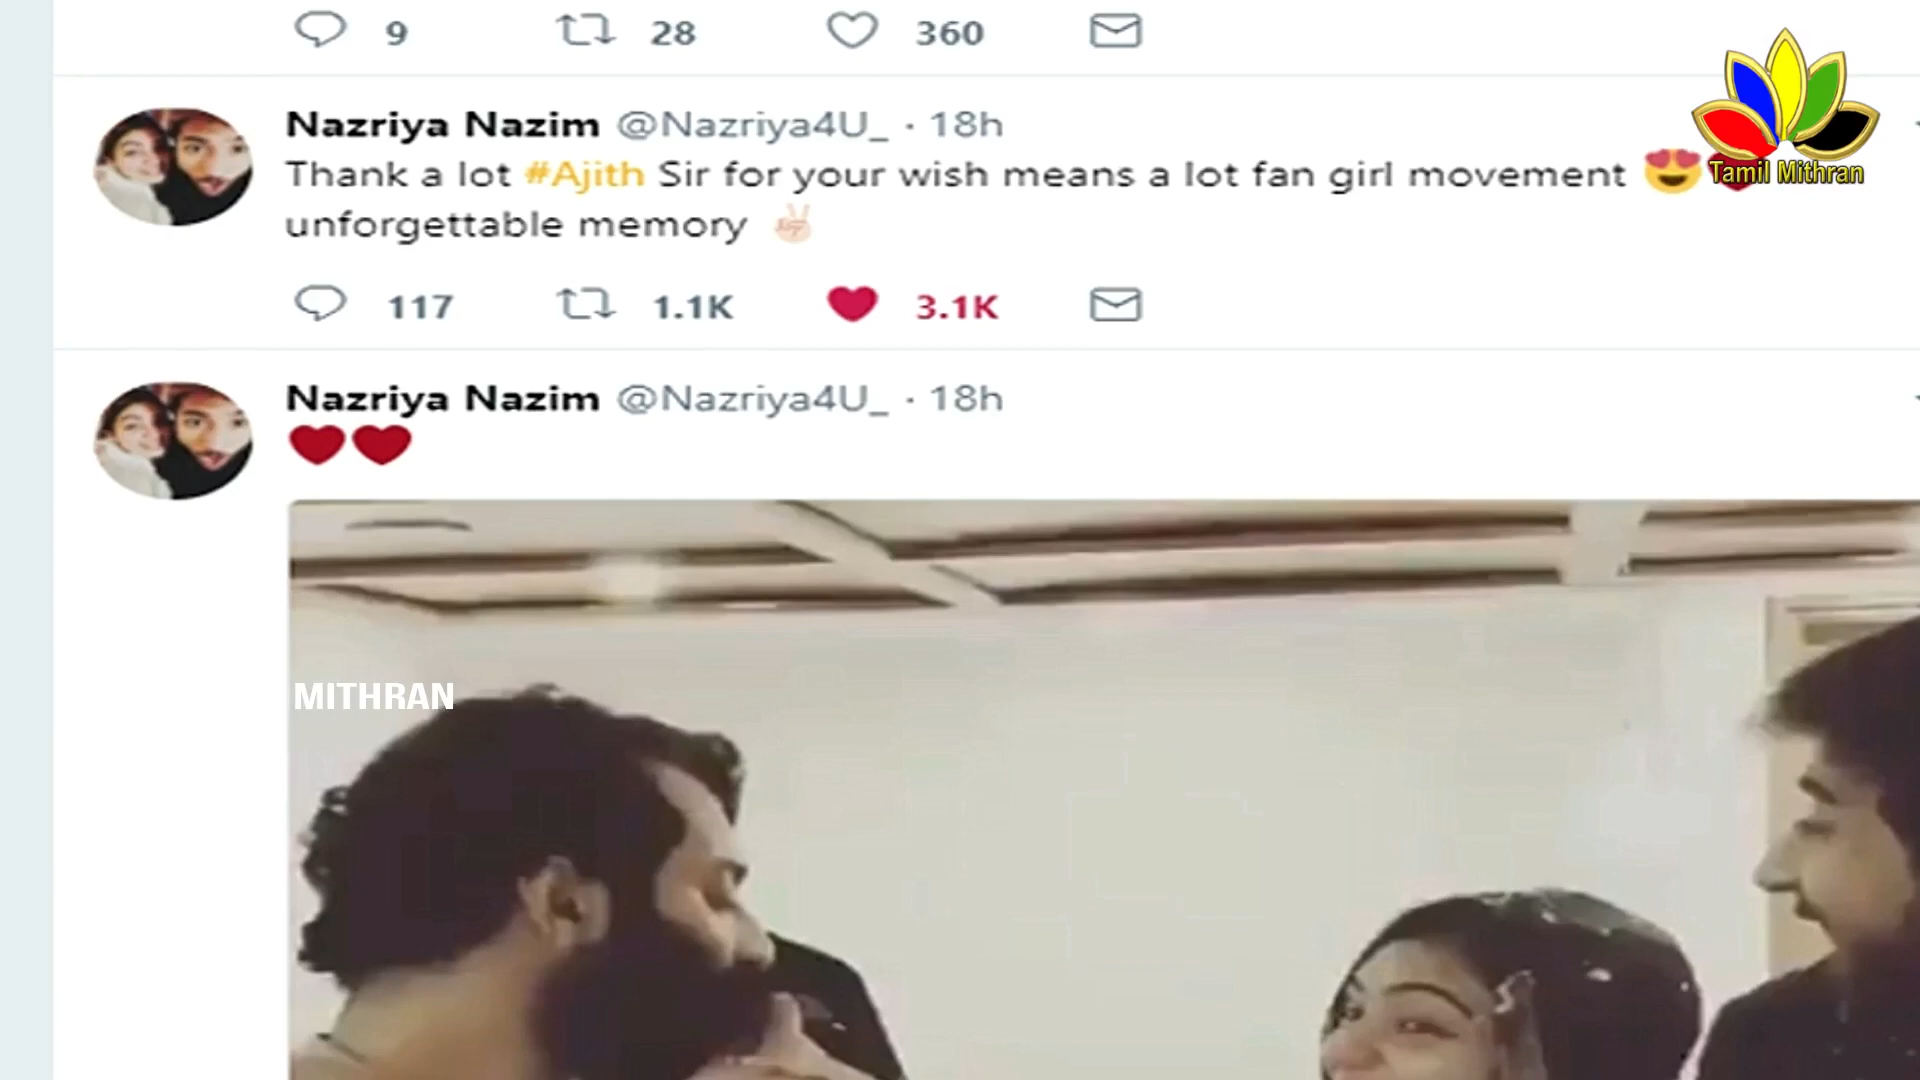 9 28 360
Nazriya Nazim @Nazriya4U_ · 18h
Thank a lot #Ajith Sir for your wish means a lot fan girl movement 😍
unforgettable memory ✌🏻
117 1.1K 3.1K
Nazriya Nazim @Nazriya4U_ · 18h
❤❤
MITHRAN
Tamil Mithran